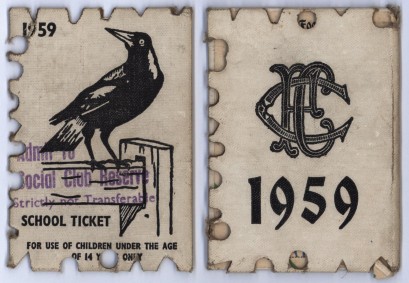 1959
Admit to
Social Club Reserve
Strictly not Transferable
SCHOOL TICKET
FOR USE OF CHILDREN UNDER THE AGE
OF 14 ONLY
1959